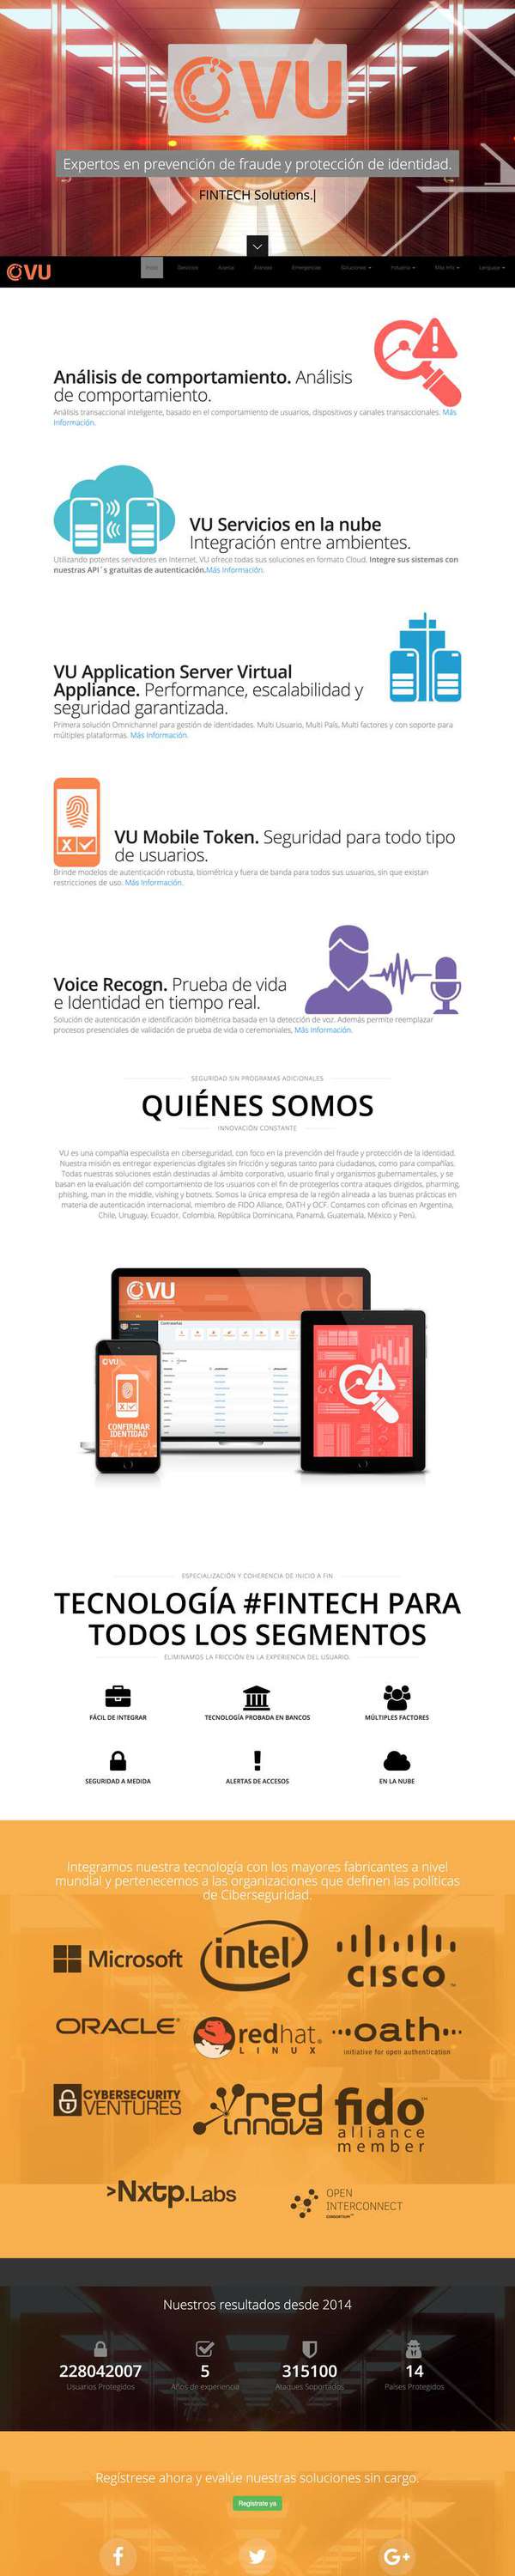 VU
Expertos en prevención de fraude y protección de identidad.
FINTECH Solutions.|
VU
Análisis de comportamiento. Análisis
de comportamiento.
Análisis transaccional inteligente, basado en el comportamiento de usuarios, dispositivos y canales transaccionales. Más
Información.
VU Servicios en la nube
Integración entre ambientes.
Utilizando potentes servidores en Internet, VU ofrece todas sus soluciones en formato Cloud. Integre sus sistemas con
nuestras API´s gratuitas de autenticación.Más Información.
VU Application Server Virtual
Appliance. Performance, escalabilidad y
seguridad garantizada.
Primera solución Omnichannel para gestión de identidades. Multi Usuario, Multi País, Multi factores y con soporte para
múltiples plataformas. Más Información.
VU Mobile Token. Seguridad para todo tipo
de usuarios.
Brinde modelos de autenticación robusta, biométrica y fuera de banda para todos sus usuarios, sin que existan
restricciones de uso. Más Información.
Voice Recogn. Prueba de vida
e Identidad en tiempo real.
Solución de autenticación e identificación biométrica basada en la detección de voz. Además permite reemplazar
procesos presenciales de validación de prueba de vida o ceremoniales, Más Información.
SEGURIDAD SIN PROGRAMAS ADICIONALES
QUIÉNES SOMOS
INNOVACIÓN CONSTANTE
VU es una compañía especialista en ciberseguridad, con foco en la prevención del fraude y protección de la identidad.
Nuestra misión es entregar experiencias digitales sin fricción y seguras tanto para ciudadanos, como para compañías.
Todas nuestras soluciones están destinadas al ámbito corporativo, usuario final y organismos gubernamentales, y se
basan en la evaluación del comportamiento de los usuarios con el fin de protegerlos contra ataques dirigidos, pharming,
phishing, man in the middle, vishing y botnets. Somos la única empresa de la región alineada a las buenas prácticas en
materia de autenticación internacional, miembro de FIDO Alliance, OATH y OCF. Contamos con oficinas en Argentina,
Chile, Uruguay, Ecuador, Colombia, República Dominicana, Panamá, Guatemala, México y Perú.
VU
VU
CONFIRMAR
IDENTIDAD
ESPECIALIZACIÓN Y COHERENCIA DE INICIO A FIN
TECNOLOGÍA #FINTECH PARA
TODOS LOS SEGMENTOS
ELIMINAMOS LA FRICCIÓN EN LA EXPERIENCIA DEL USUARIO.
FÁCIL DE INTEGRAR
TECNOLOGÍA PROBADA EN BANCOS
MÚLTIPLES FACTORES
SEGURIDAD A MEDIDA
ALERTAS DE ACCESOS
EN LA NUBE
Integramos nuestra tecnología con los mayores fabricantes a nivel
mundial y pertenecemos a las organizaciones que definen las políticas
de Ciberseguridad.
Microsoft
intel
CISCO
ORACLE
redhat.
LINUX
oath
initiative for open authentication
CYBERSECURITY
VENTURES
red
innova
fido
alliance
member
>Nxtp.Labs
OPEN
INTERCONNECT
Nuestros resultados desde 2014
228042007
Usuarios Protegidos
5
Años de experiencia
315100
Ataques Soportados
14
Países Protegidos
Regístrese ahora y evalúe nuestras soluciones sin cargo.
Registrate ya
f
G+